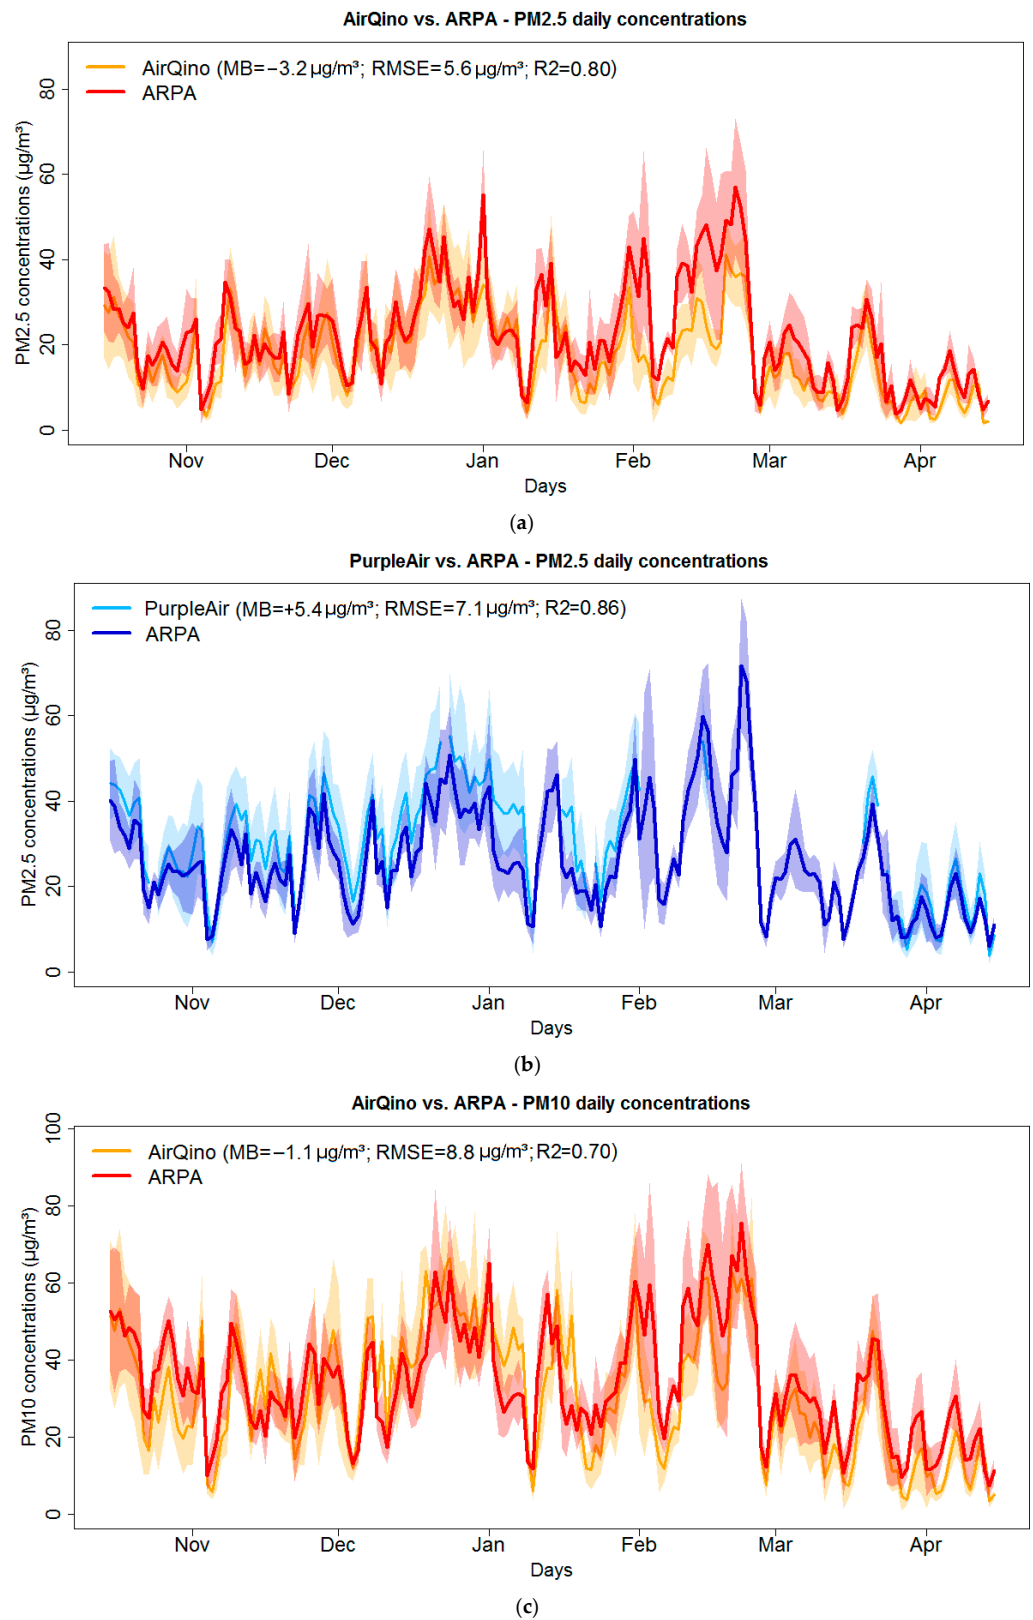 AirQino vs. ARPA - PM2.5 daily concentrations
AirQino (MB=−3.2 µg/m³; RMSE=5.6 µg/m³; R2=0.80)
ARPA
PM2.5 concentrations (µg/m³)
80
60
40
20
0
Nov Dec Jan Feb Mar Apr
Days
(a)
PurpleAir vs. ARPA - PM2.5 daily concentrations
PurpleAir (MB=+5.4 µg/m³; RMSE=7.1 µg/m³; R2=0.86)
ARPA
PM2.5 concentrations (µg/m³)
80
60
40
20
0
Nov Dec Jan Feb Mar Apr
Days
(b)
AirQino vs. ARPA - PM10 daily concentrations
AirQino (MB=−1.1 µg/m³; RMSE=8.8 µg/m³; R2=0.70)
ARPA
PM10 concentrations (µg/m³)
100
80
60
40
20
0
Nov Dec Jan Feb Mar Apr
Days
(c)